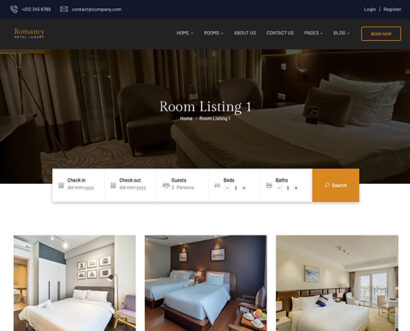 +012 345 6789 contact@company.com Login | Register
Romancy
HOTEL LUXURY
HOME ROOMS ABOUT US CONTACT US PAGES BLOG BOOK NOW
Room Listing 1
Home - Room Listing 1
Check in Check out Guests Beds Baths
dd-mm-yyyy dd-mm-yyyy 2 Persons - 1 + - 1 +
Search